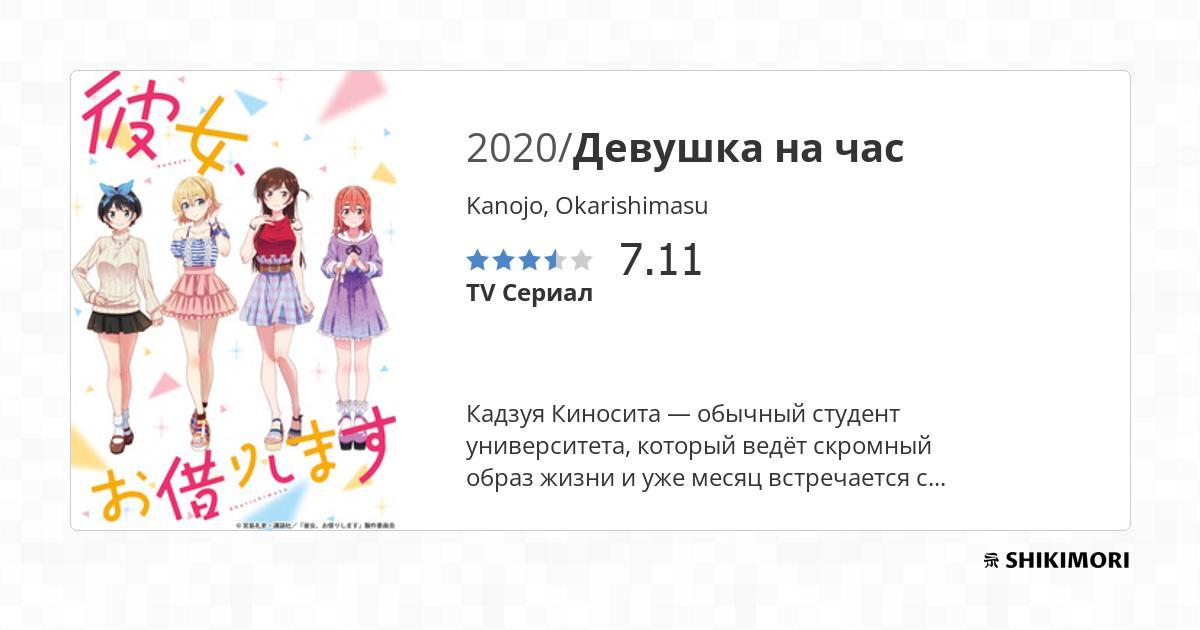 彼女、
kanojo,
お借りします
okarishimasu
©宮島礼吏・講談社／「彼女、お借りします」製作委員会
2020/Девушка на час
Kanojo, Okarishimasu
7.11
TV Сериал
Кадзуя Киносита — обычный студент
университета, который ведёт скромный
образ жизни и уже месяц встречается с...
SHIKIMORI